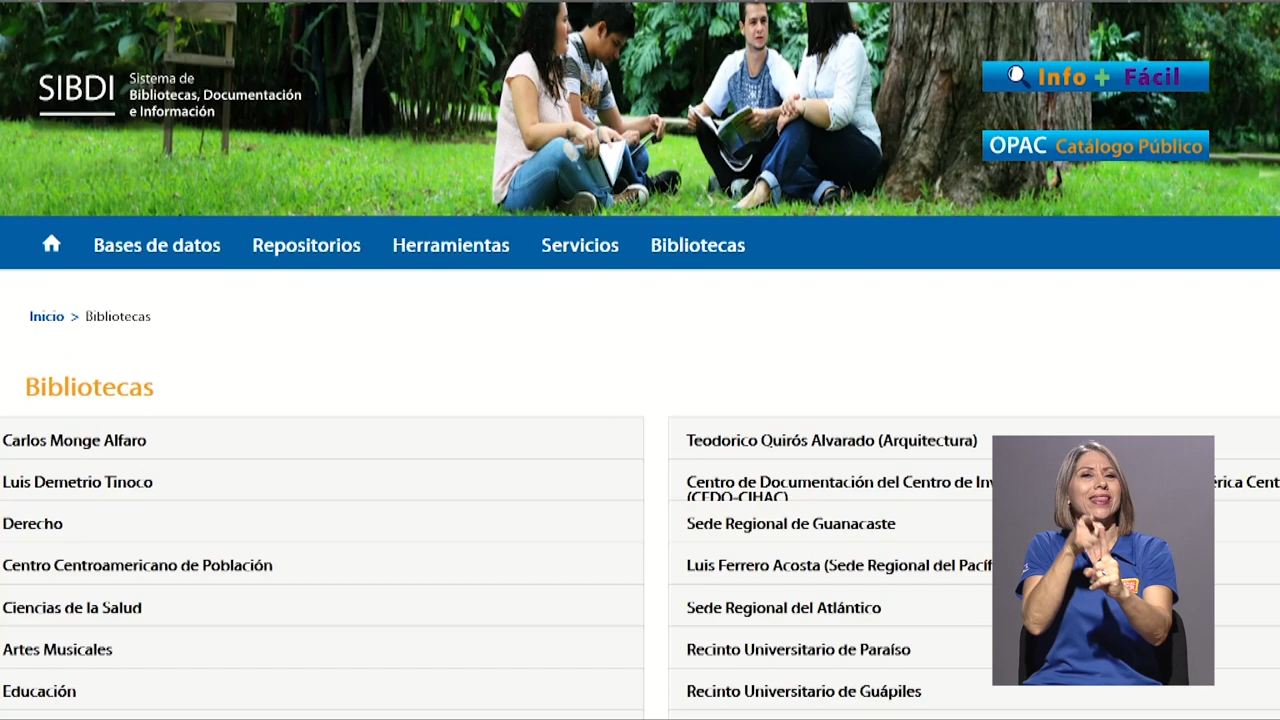 SIBDI
Sistema de
Bibliotecas, Documentación
e Información
Info + Fácil
OPAC Catálogo Público
Bases de datos
Repositorios
Herramientas
Servicios
Bibliotecas
Inicio > Bibliotecas
Bibliotecas
Carlos Monge Alfaro
Luis Demetrio Tinoco
Derecho
Centro Centroamericano de Población
Ciencias de la Salud
Artes Musicales
Educación
Teodorico Quirós Alvarado (Arquitectura)
Centro de Documentación del Centro de
(CEDO-CIHAC)
Sede Regional de Guanacaste
Luis Ferrero Acosta (Sede Regional del
Sede Regional del Atlántico
Recinto Universitario de Paraíso
Recinto Universitario de Guápiles